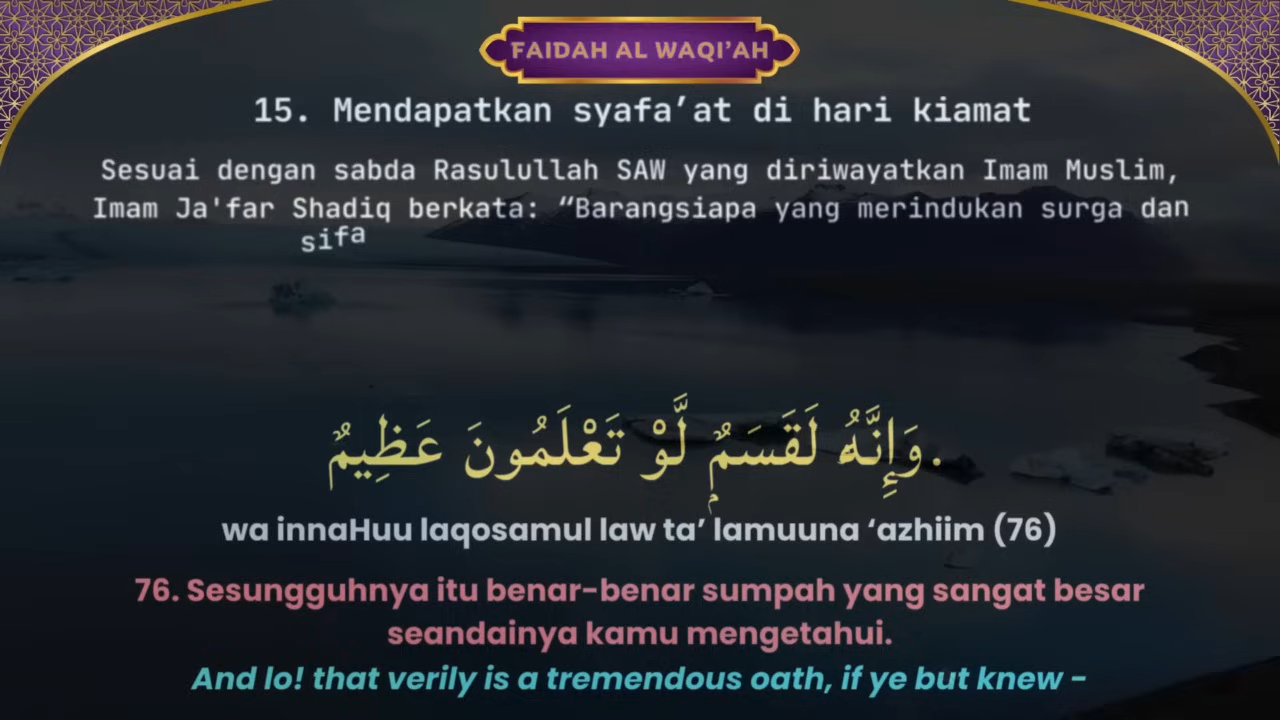 FAIDAH AL WAQI’AH
15. Mendapatkan syafa’at di hari kiamat
Sesuai dengan sabda Rasulullah SAW yang diriwayatkan Imam Muslim,
Imam Ja'far Shadiq berkata: “Barangsiapa yang merindukan surga dan
sifa
.وَإِنَّهُۥ لَقَسَمٌۭ لَّوْ تَعْلَمُونَ عَظِيمٌ
wa innaHuu laqosamul law ta’ lamuuna ‘azhiim (76)
76. Sesungguhnya itu benar-benar sumpah yang sangat besar
seandainya kamu mengetahui.
And lo! that verily is a tremendous oath, if ye but knew -